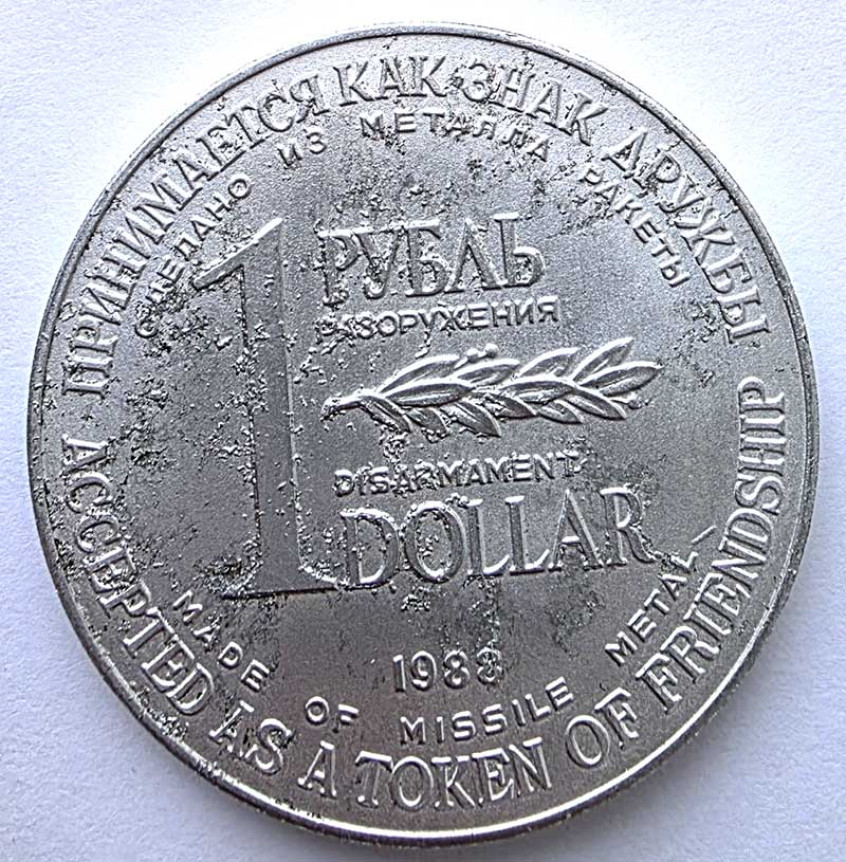 ПРИНИМАЕТСЯ КАК ЗНАК ДРУЖБЫ
СДЕЛАНО ИЗ МЕТАЛЛА РАКЕТЫ
1 РУБЛЬ
РАЗОРУЖЕНИЯ
DISARMAMENT
DOLLAR
1988
MADE OF MISSILE METAL
ACCEPTED AS A TOKEN OF FRIENDSHIP